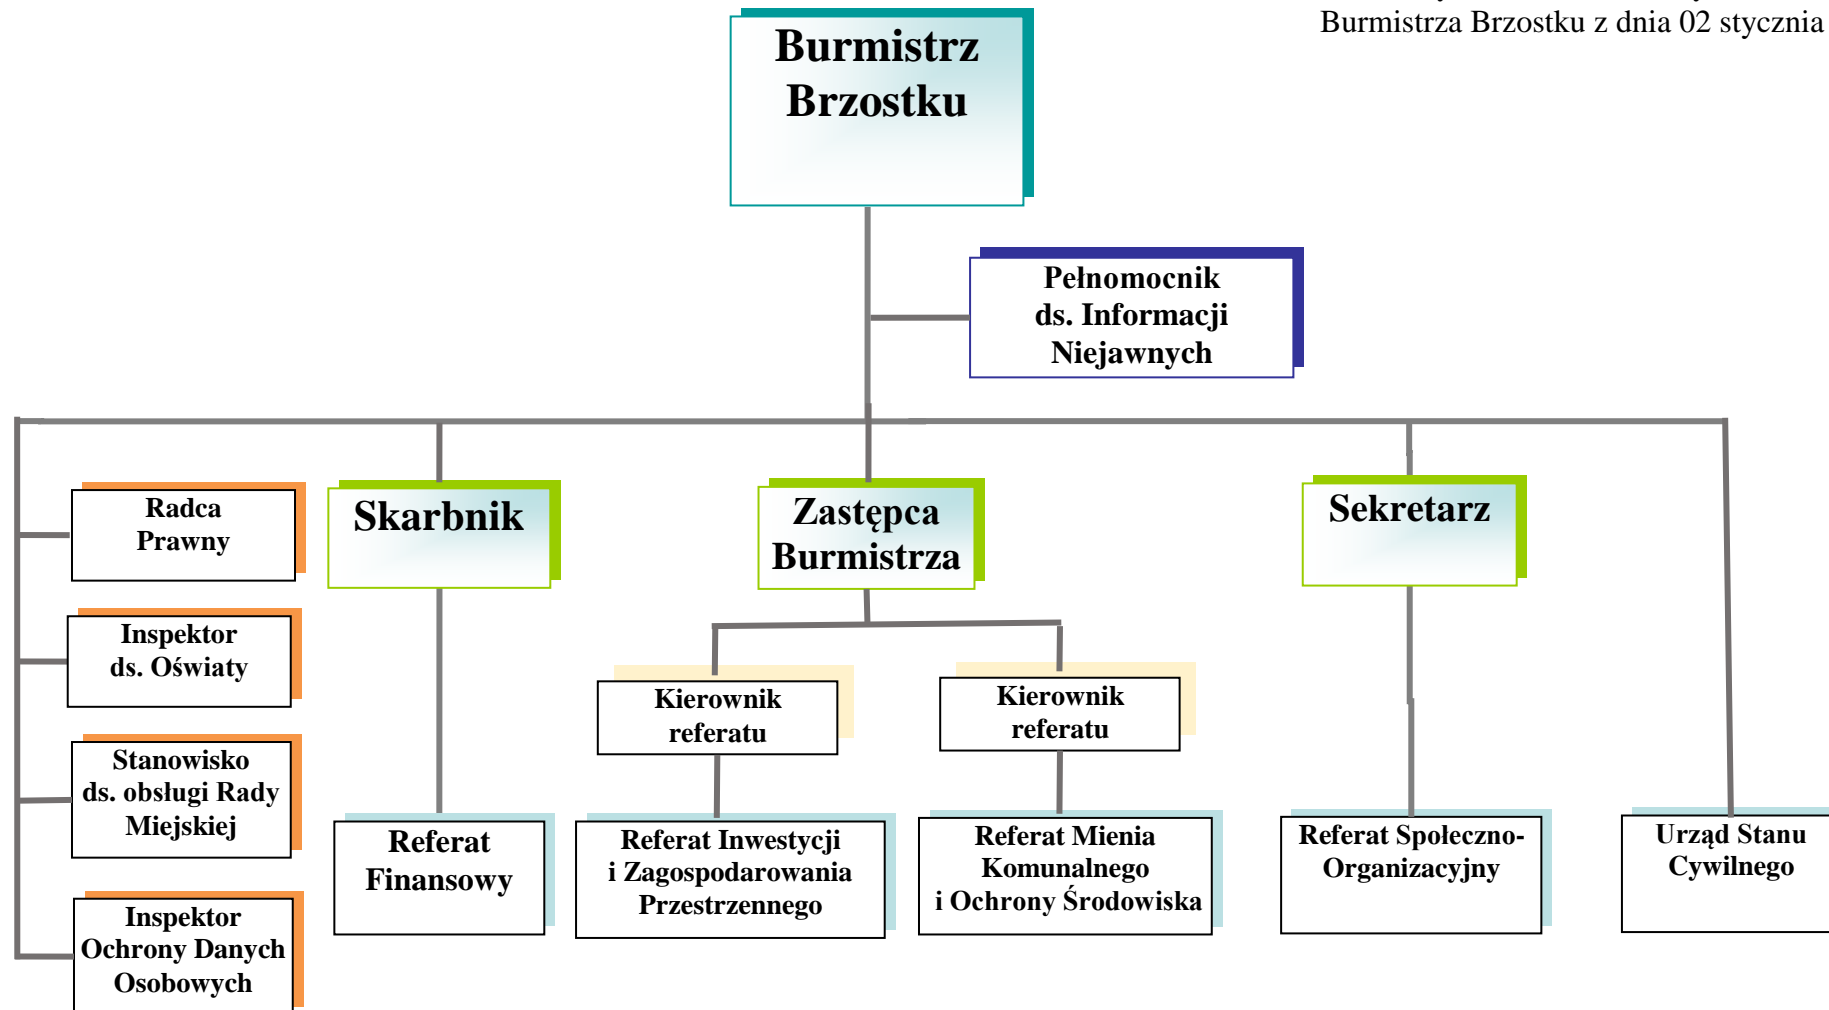 Burmistrza Brzostku z dnia 02 stycznia
Burmistrz
Brzostku
Pełnomocnik
ds. Informacji
Niejawnych
Radca
Prawny
Skarbnik
Zastępca
Burmistrza
Sekretarz
Inspektor
ds. Oświaty
Kierownik
referatu
Kierownik
referatu
Stanowisko
ds. obsługi Rady
Miejskiej
Referat
Finansowy
Referat Inwestycji
i Zagospodarowania
Przestrzennego
Referat Mienia
Komunalnego
i Ochrony Środowiska
Referat Społeczno-
Organizacyjny
Urząd Stanu
Cywilnego
Inspektor
Ochrony Danych
Osobowych